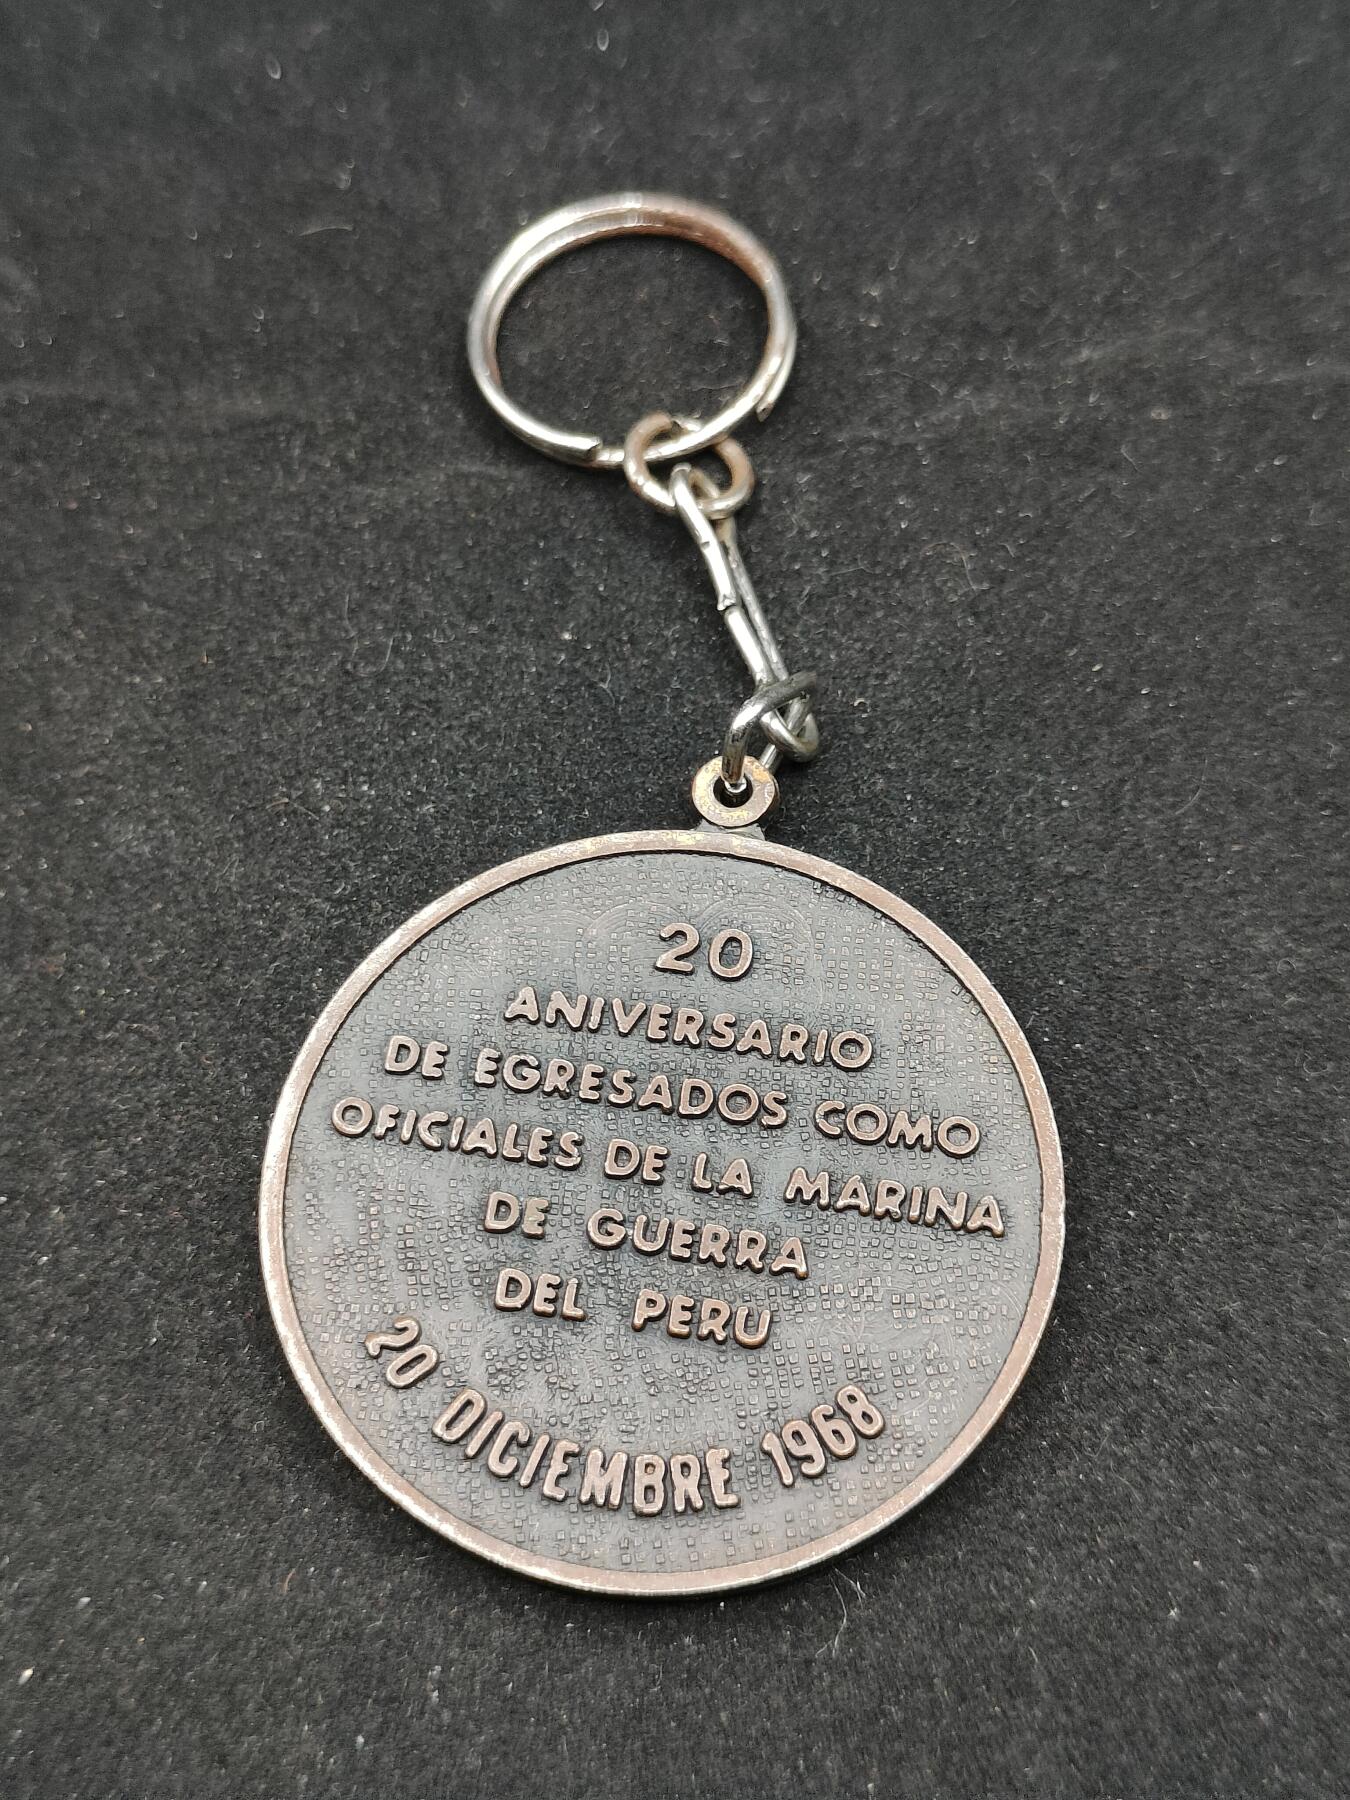 20
ANIVERSARIO
DE EGRESADOS COMO
OFICIALES DE LA MARINA
DE GUERRA
DEL PERU
20 DICIEMBRE 1968